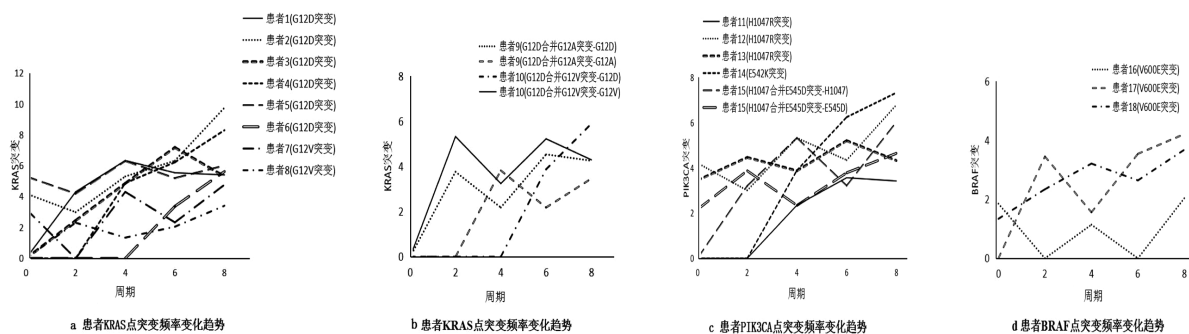 患者1(G12D突变)
患者2(G12D突变)
患者3(G12D突变)
患者4(G12D突变)
患者5(G12D突变)
患者6(G12D突变)
患者7(G12V突变)
患者8(G12V突变)
12
10
8
6
4
2
0
KRAS突变
0 2 4 6 8
周期
a 患者KRAS点突变频率变化趋势
患者9(G12D合并G12A突变-G12D)
患者9(G12D合并G12A突变-G12A)
患者10(G12D合并G12V突变-G12D)
患者10(G12D合并G12V突变-G12V)
8
6
4
2
0
KRAS突变
0 2 4 6 8
周期
b 患者KRAS点突变频率变化趋势
患者11(H1047R突变)
患者12(H1047R突变)
患者13(H1047R突变)
患者14(E542K突变)
患者15(H1047合并E545D突变-H1047)
患者15(H1047合并E545D突变-E545D)
8
6
4
2
0
PIK3CA突变
0 2 4 6 8
周期
c 患者PIK3CA点突变频率变化趋势
患者16(V600E突变)
患者17(V600E突变)
患者18(V600E突变)
6
4
2
0
BRAF突变
0 2 4 6 8
周期
d 患者BRAF点突变频率变化趋势